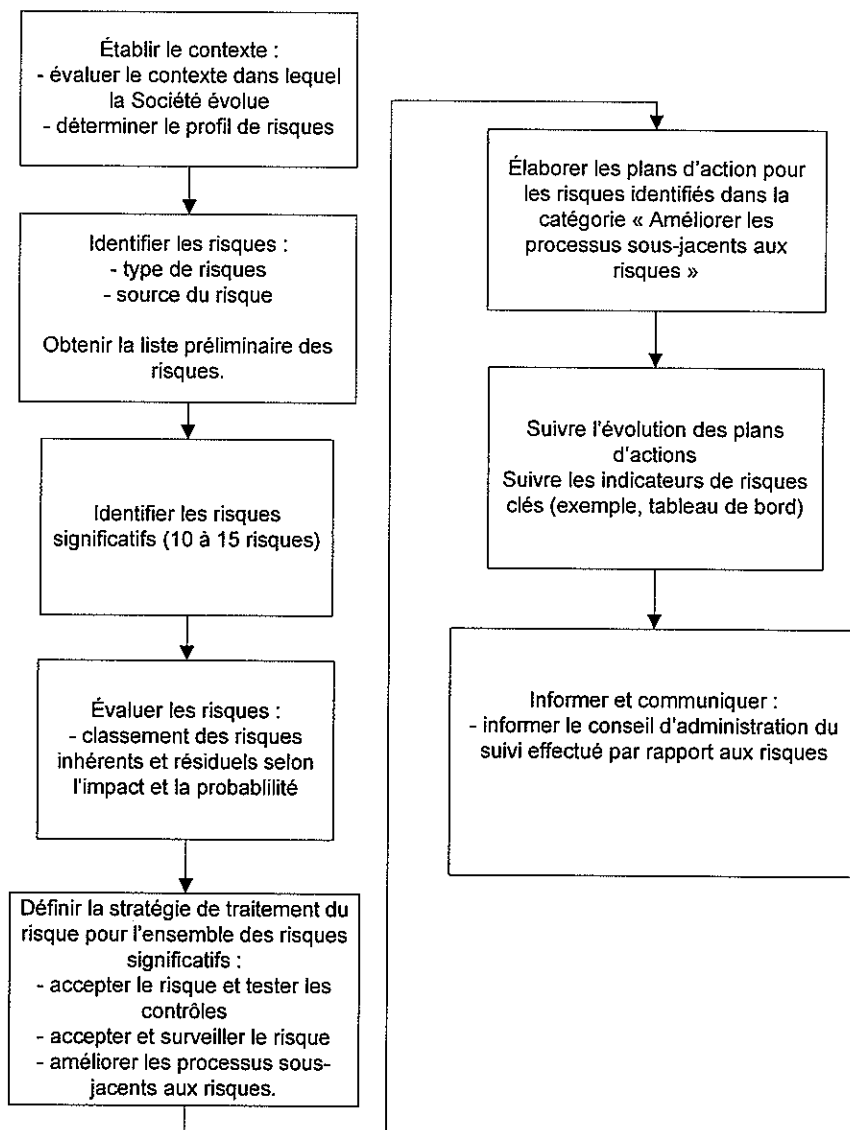 Établir le contexte :
- évaluer le contexte dans lequel
la Société évolue
- déterminer le profil de risques
Identifier les risques :
- type de risques
- source du risque
Obtenir la liste préliminaire des
risques.
Identifier les risques
significatifs (10 à 15 risques)
Évaluer les risques :
- classement des risques
inhérents et résiduels selon
l'impact et la probablilité
Définir la stratégie de traitement du
risque pour l'ensemble des risques
significatifs :
- accepter le risque et tester les
contrôles
- accepter et surveiller le risque
- améliorer les processus sous-
jacents aux risques.
Élaborer les plans d'action pour
les risques identifiés dans la
catégorie « Améliorer les
processus sous-jacents aux
risques »
Suivre l'évolution des plans
d'actions
Suivre les indicateurs de risques
clés (exemple, tableau de bord)
Informer et communiquer :
- informer le conseil d'administration du
suivi effectué par rapport aux risques